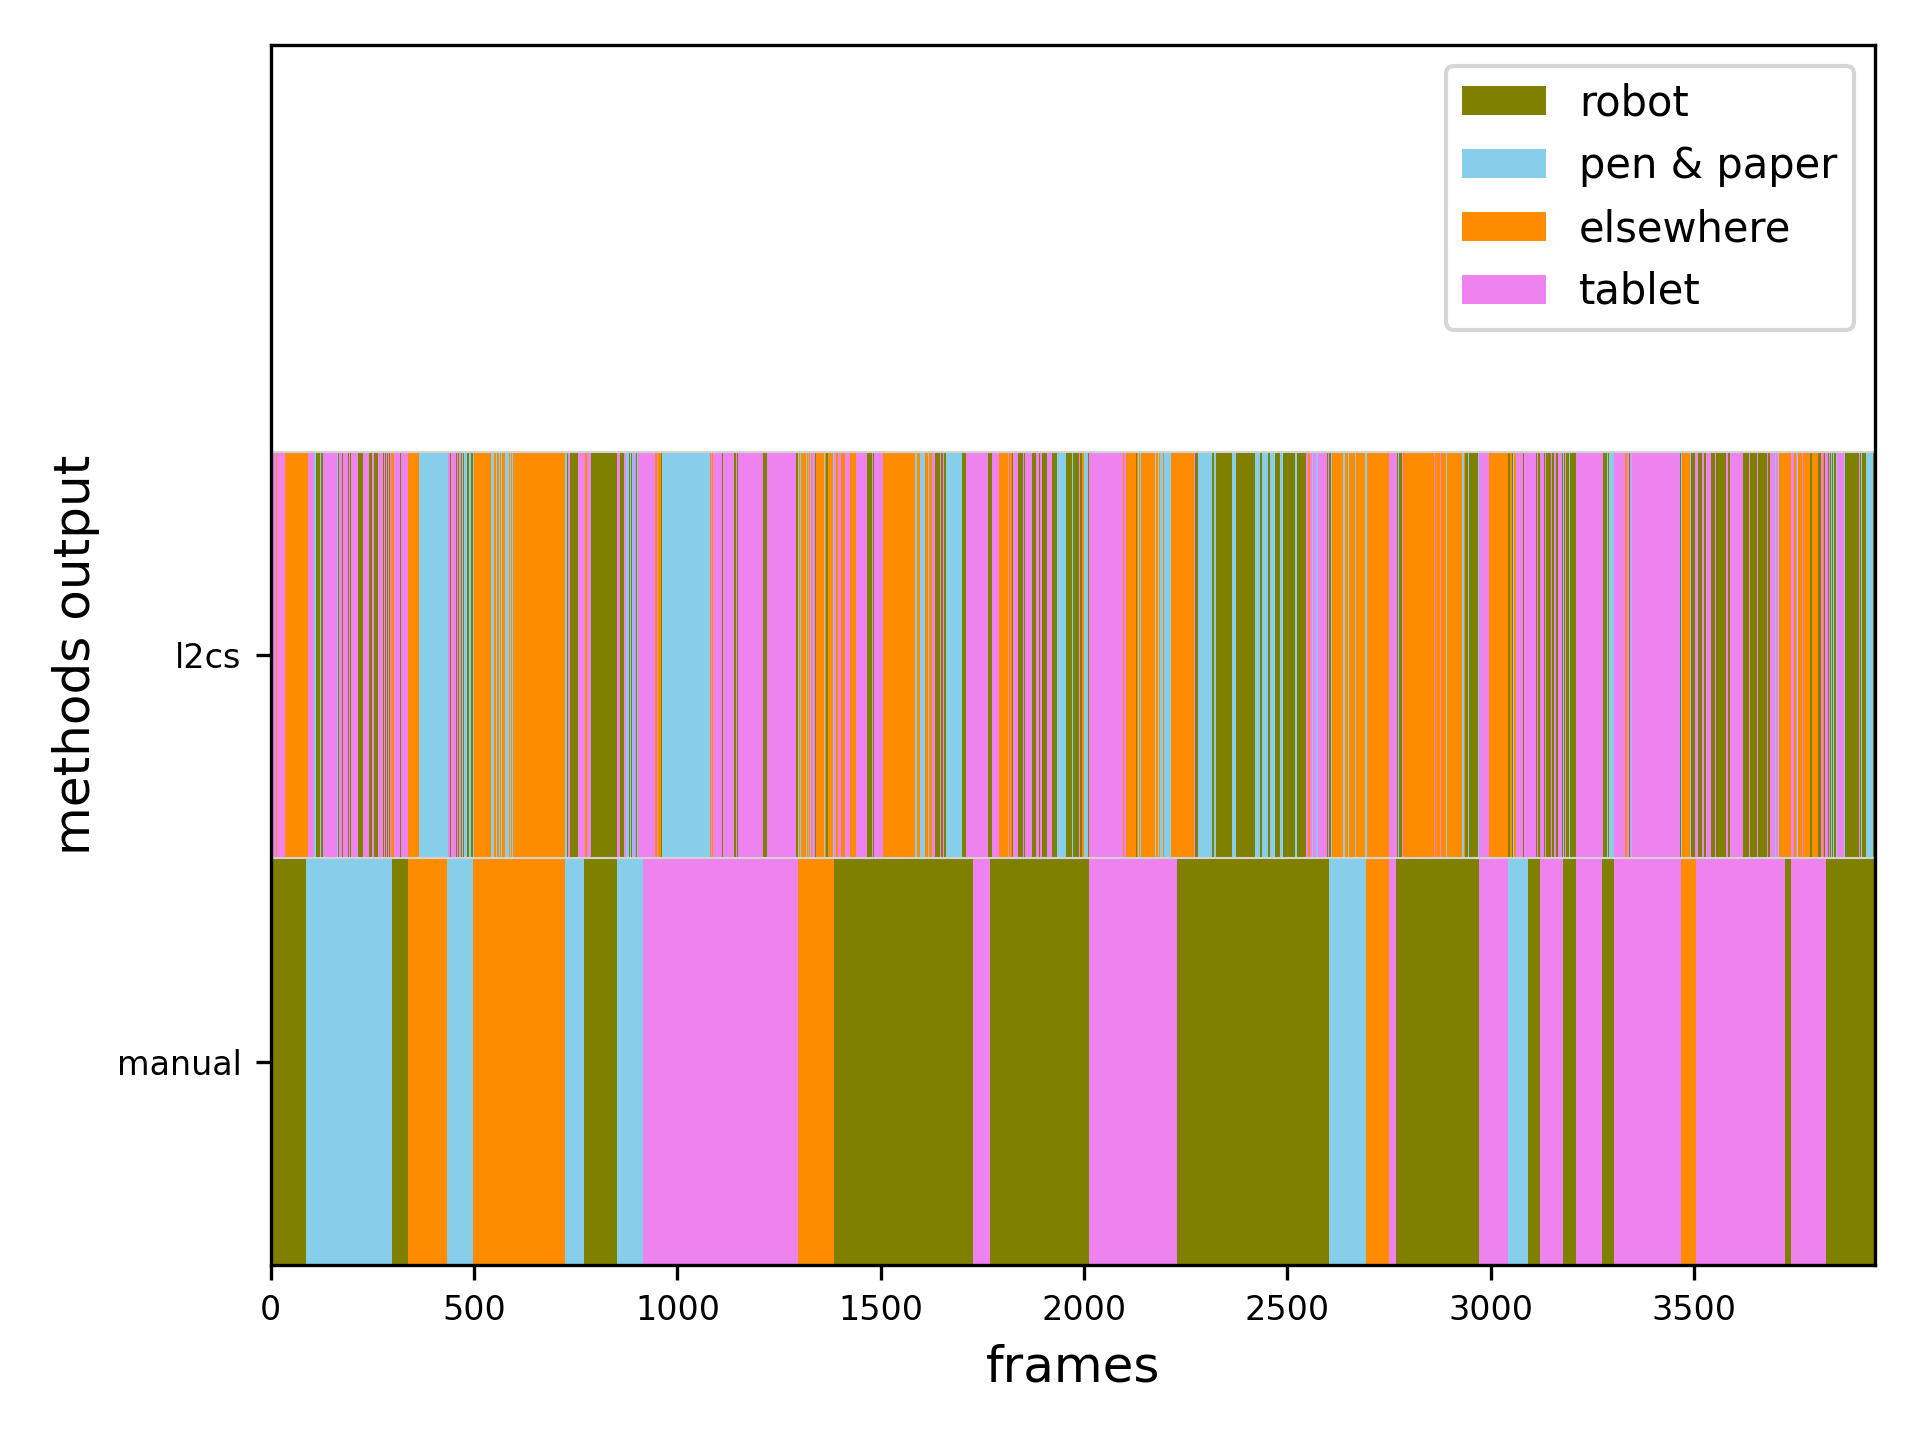 robot
pen & paper
elsewhere
tablet
methods output
l2cs
manual
0 500 1000 1500 2000 2500 3000 3500
frames